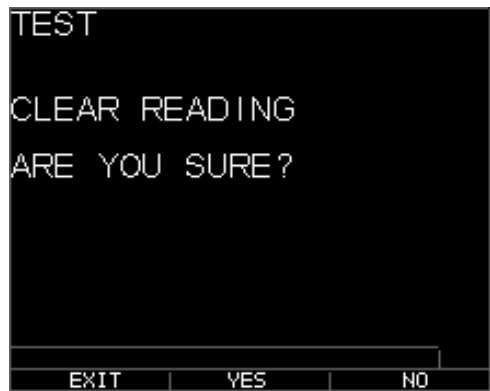 TEST
CLEAR READING
ARE YOU SURE?
EXIT | YES | NO